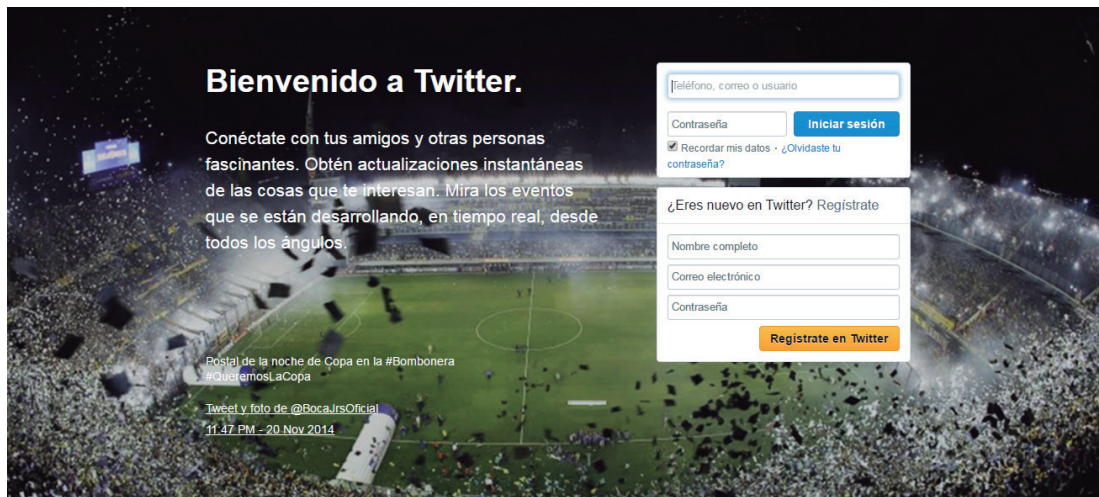 Bienvenido a Twitter.
Conéctate con tus amigos y otras personas
fascinantes. Obtén actualizaciones instantáneas
de las cosas que te interesan. Mira los eventos
que se están desarrollando, en tiempo real, desde
todos los ángulos.
Postal de la noche de Copa en la #Bombonera
#QueremosLaCopa
Tweet y foto de @BocaJrsOficial
11:47 PM - 20 Nov 2014
Teléfono, correo o usuario
Contraseña
Iniciar sesión
Recordar mis datos · ¿Olvidaste tu
contraseña?
¿Eres nuevo en Twitter? Regístrate
Nombre completo
Correo electrónico
Contraseña
Regístrate en Twitter